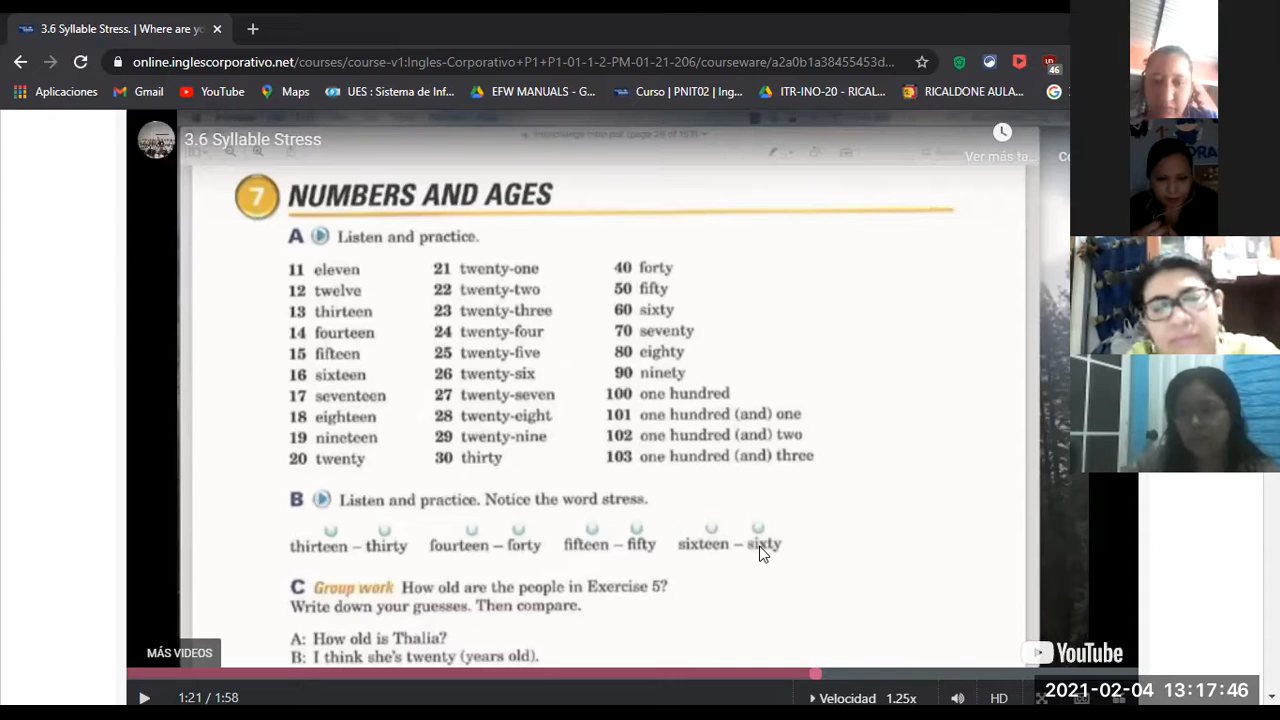 3.6 Syllable Stress. | Where are yo
online.inglescorporativo.net/courses/course-v1:Ingles-Corporativo+P1+P1-01-1-2-PM-01-21-206/courseware/a2a0b1a38455453d...
46
Aplicaciones
Gmail
YouTube
Maps
UES : Sistema de Inf...
EFW MANUALS - G...
Curso | PNIT02 | Ing...
ITR-INO-20 - RICAL...
RICALDONE AULA...
3.6 Syllable Stress
Ver más ta...
7 NUMBERS AND AGES
A Listen and practice.
11 eleven 21 twenty-one 40 forty
12 twelve 22 twenty-two 50 fifty
13 thirteen 23 twenty-three 60 sixty
14 fourteen 24 twenty-four 70 seventy
15 fifteen 25 twenty-five 80 eighty
16 sixteen 26 twenty-six 90 ninety
17 seventeen 27 twenty-seven 100 one hundred
18 eighteen 28 twenty-eight 101 one hundred (and) one
19 nineteen 29 twenty-nine 102 one hundred (and) two
20 twenty 30 thirty 103 one hundred (and) three
B Listen and practice. Notice the word stress.
thirteen – thirty fourteen – forty fifteen – fifty sixteen – sixty
C Group work How old are the people in Exercise 5?
Write down your guesses. Then compare.
A: How old is Thalia?
B: I think she's twenty (years old).
MÁS VIDEOS
YouTube
1:21 / 1:58
Velocidad 1.25x
HD
2021-02-04 13:17:46